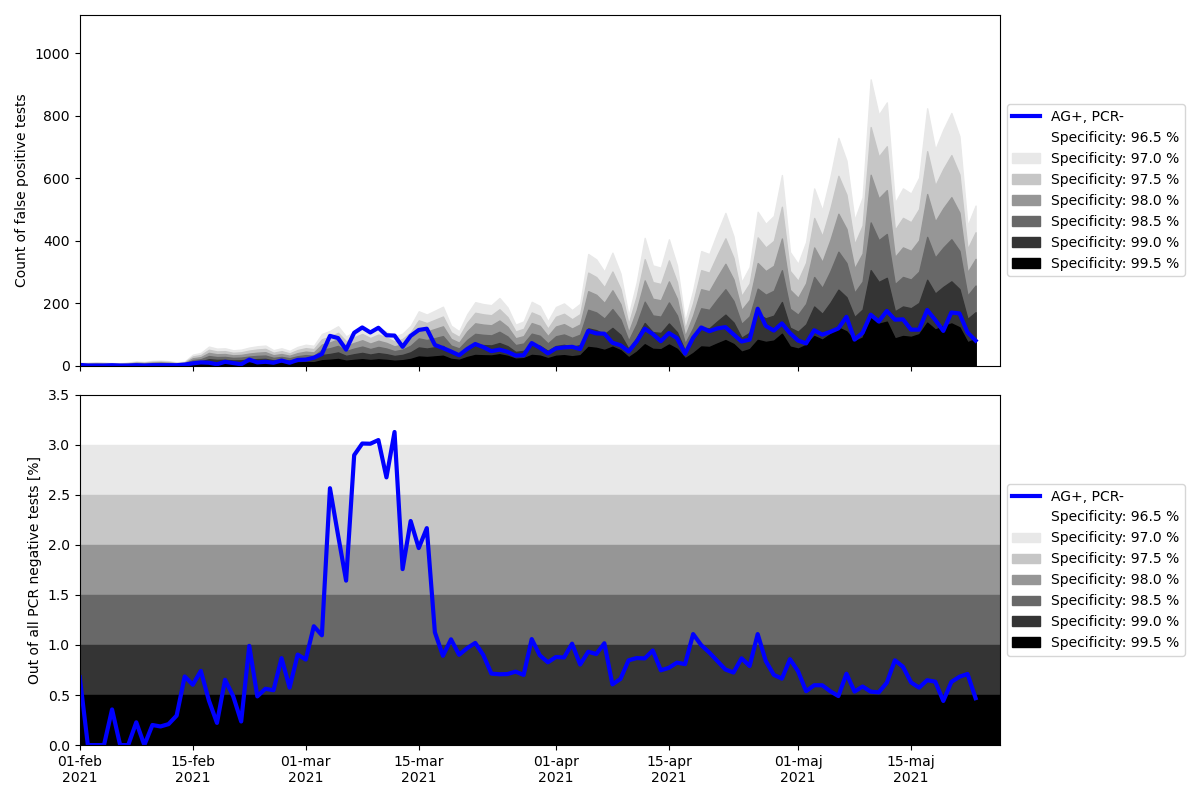 1000
800
600
400
200
0
Count of false positive tests
AG+, PCR-
Specificity: 96.5 %
Specificity: 97.0 %
Specificity: 97.5 %
Specificity: 98.0 %
Specificity: 98.5 %
Specificity: 99.0 %
Specificity: 99.5 %
3.5
3.0
2.5
2.0
1.5
1.0
0.5
0.0
Out of all PCR negative tests [%]
01-feb 15-feb 01-mar 15-mar 01-apr 15-apr 01-maj 15-maj
2021 2021 2021 2021 2021 2021 2021 2021
AG+, PCR-
Specificity: 96.5 %
Specificity: 97.0 %
Specificity: 97.5 %
Specificity: 98.0 %
Specificity: 98.5 %
Specificity: 99.0 %
Specificity: 99.5 %